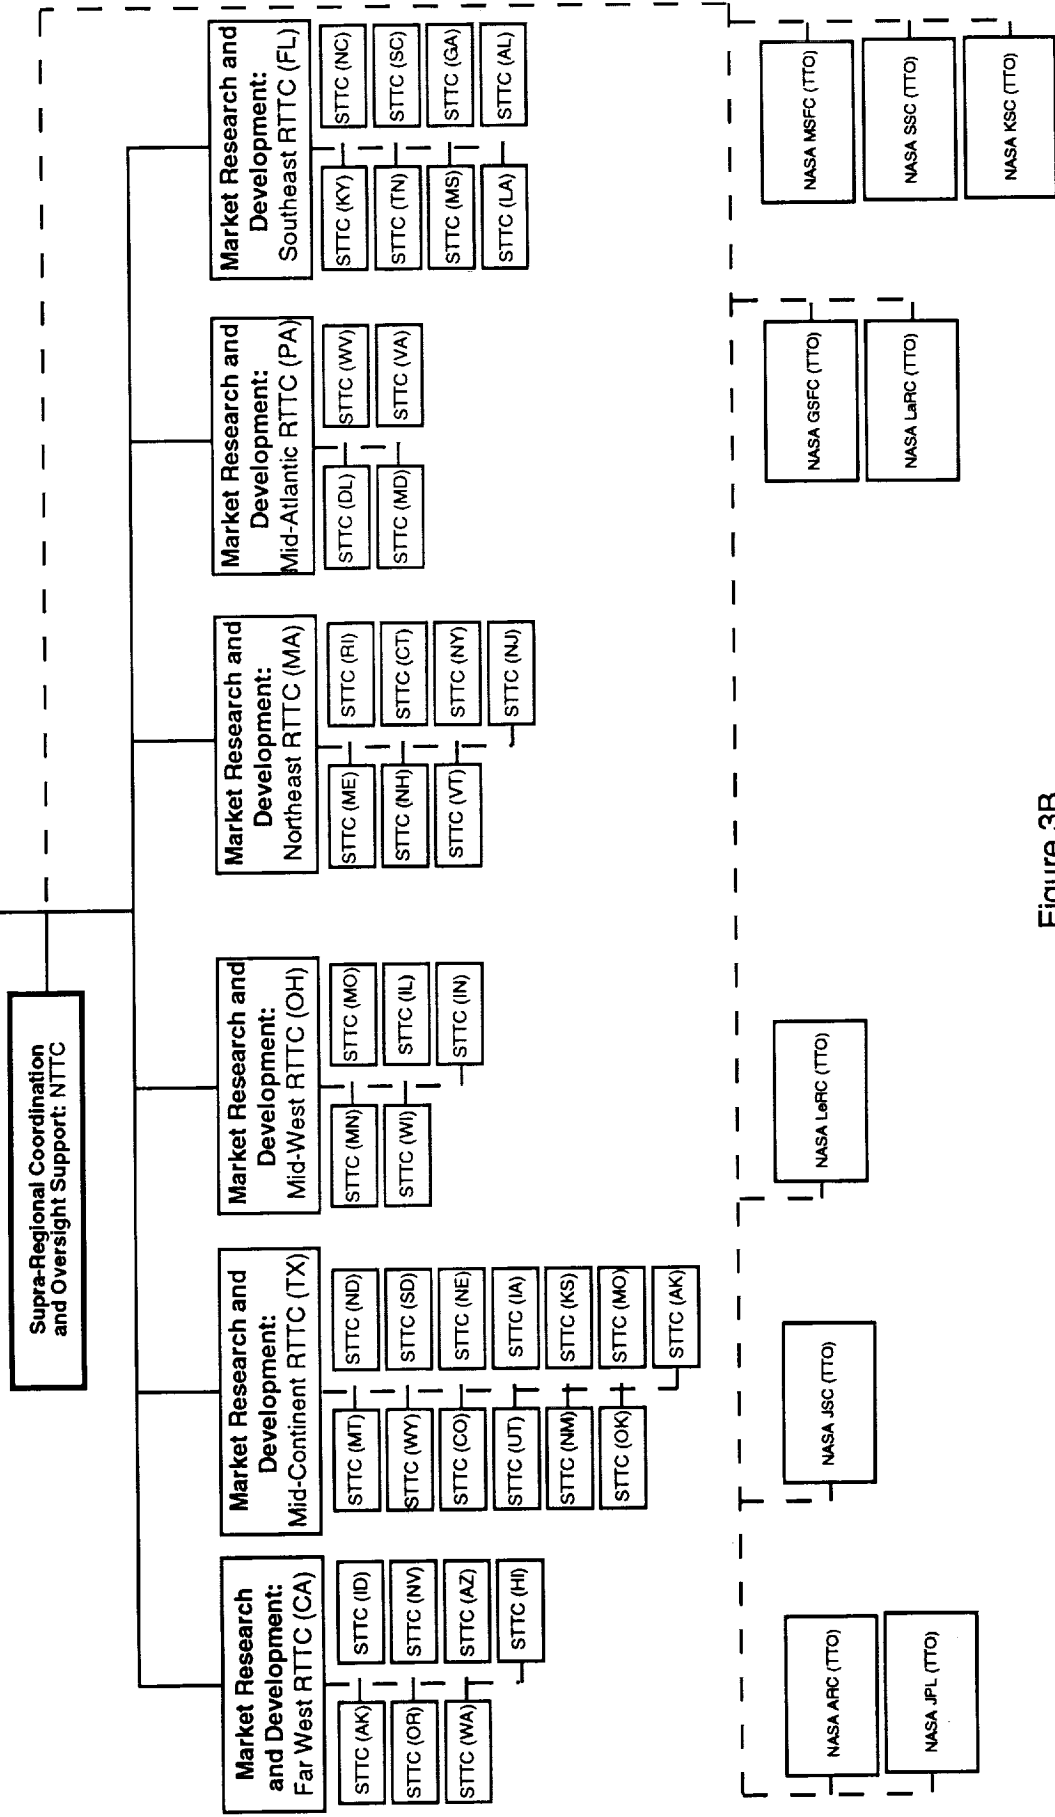 Supra-Regional Coordination
and Oversight Support: NTTC
Market Research
and Development:
Far West RTTC (CA)
STTC (AK)
STTC (ID)
STTC (OR)
STTC (NV)
STTC (WA)
STTC (AZ)
STTC (HI)
Market Research and
Development:
Mid-Continent RTTC (TX)
STTC (MT)
STTC (ND)
STTC (WY)
STTC (SD)
STTC (CO)
STTC (NE)
STTC (UT)
STTC (IA)
STTC (NM)
STTC (KS)
STTC (OK)
STTC (MO)
STTC (AK)
Market Research and
Development:
Mid-West RTTC (OH)
STTC (MN)
STTC (MO)
STTC (WI)
STTC (IL)
STTC (IN)
Market Research and
Development:
Northeast RTTC (MA)
STTC (ME)
STTC (RI)
STTC (NH)
STTC (CT)
STTC (VT)
STTC (NY)
STTC (NJ)
Market Research and
Development:
Mid-Atlantic RTTC (PA)
STTC (DL)
STTC (WV)
STTC (MD)
STTC (VA)
Market Research and
Development:
Southeast RTTC (FL)
STTC (KY)
STTC (NC)
STTC (TN)
STTC (SC)
STTC (MS)
STTC (GA)
STTC (LA)
STTC (AL)
NASA ARC (TTO)
NASA JPL (TTO)
NASA JSC (TTO)
NASA LeRC (TTO)
NASA GSFC (TTO)
NASA LaRC (TTO)
NASA MSFC (TTO)
NASA SSC (TTO)
NASA KSC (TTO)
Figure 3B